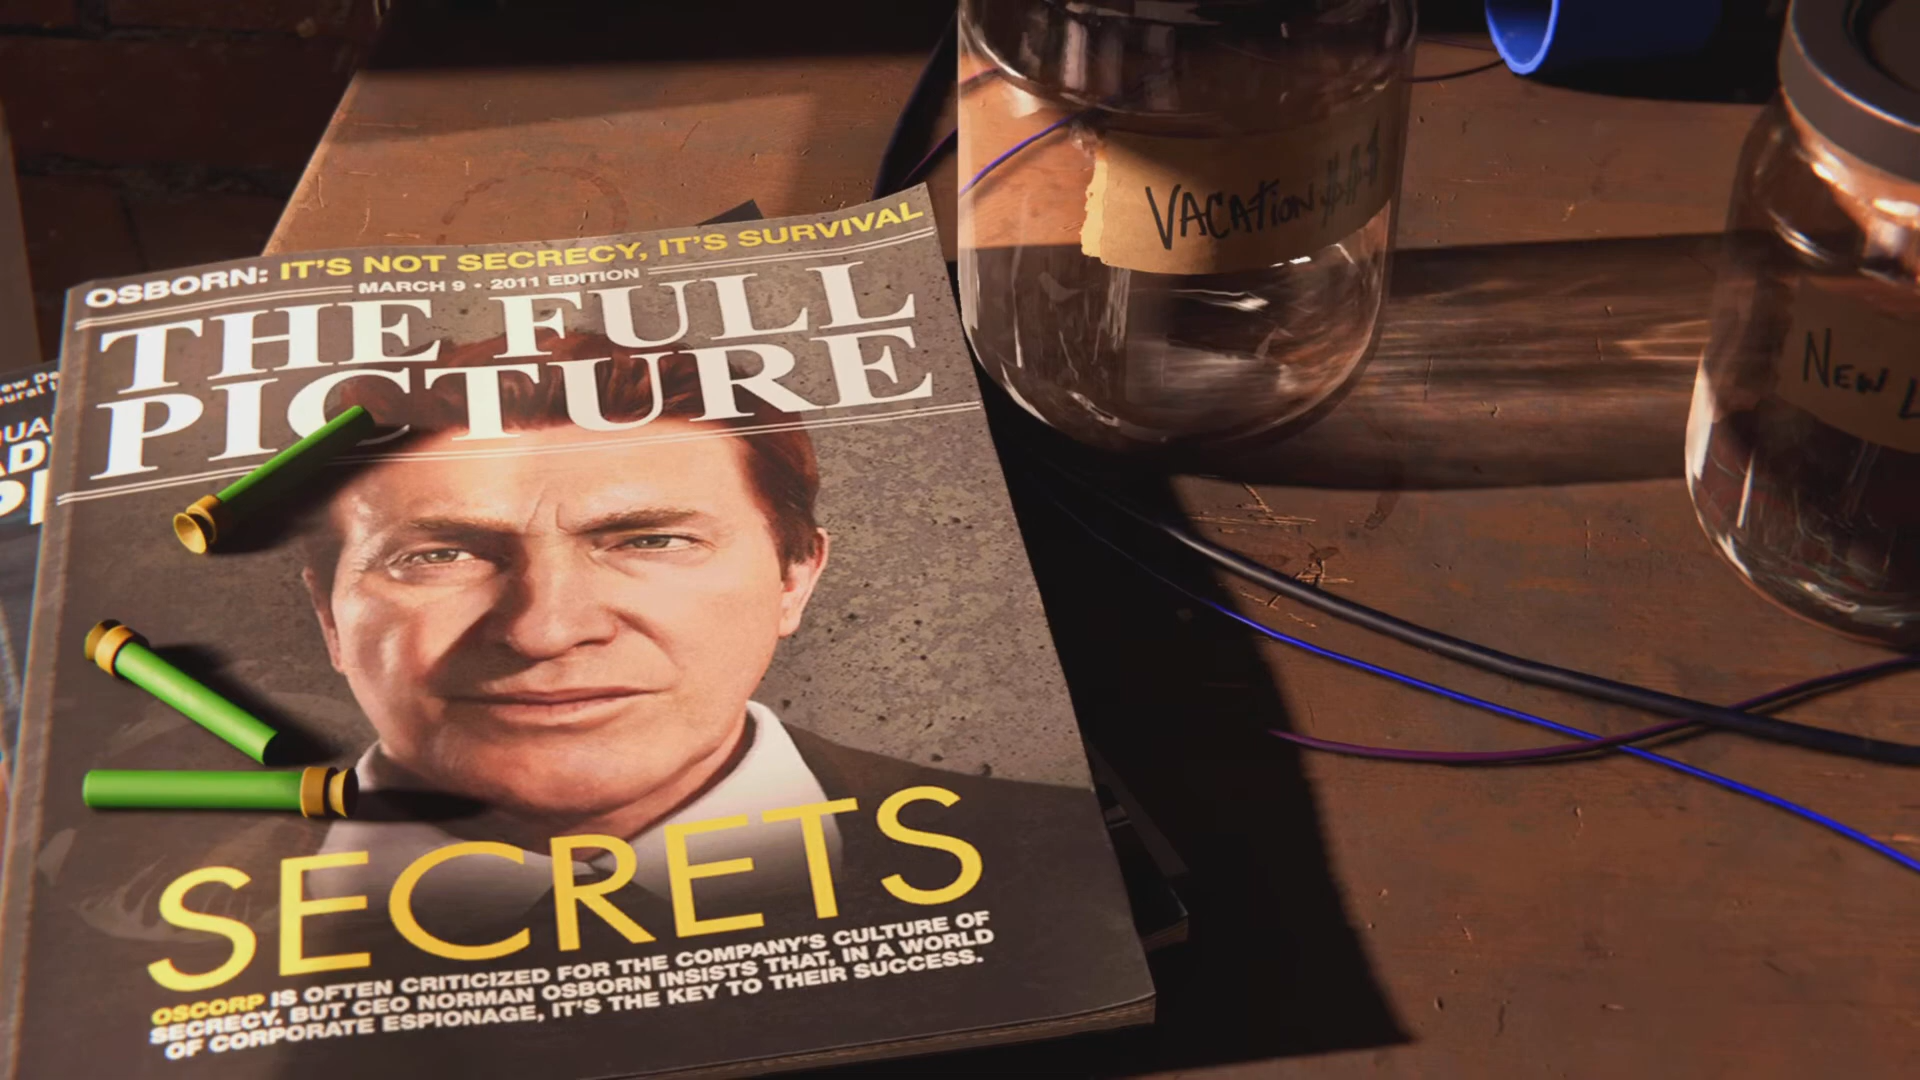 OSBORN: IT'S NOT SECRECY, IT'S SURVIVAL
MARCH 9 • 2011 EDITION
THE FULL
PICTURE
SECRETS
OSCORP IS OFTEN CRITICIZED FOR THE COMPANY'S CULTURE OF
SECRECY. BUT CEO NORMAN OSBORN INSISTS THAT, IN A WORLD
OF CORPORATE ESPIONAGE, IT'S THE KEY TO THEIR SUCCESS.
VACATION
NEW